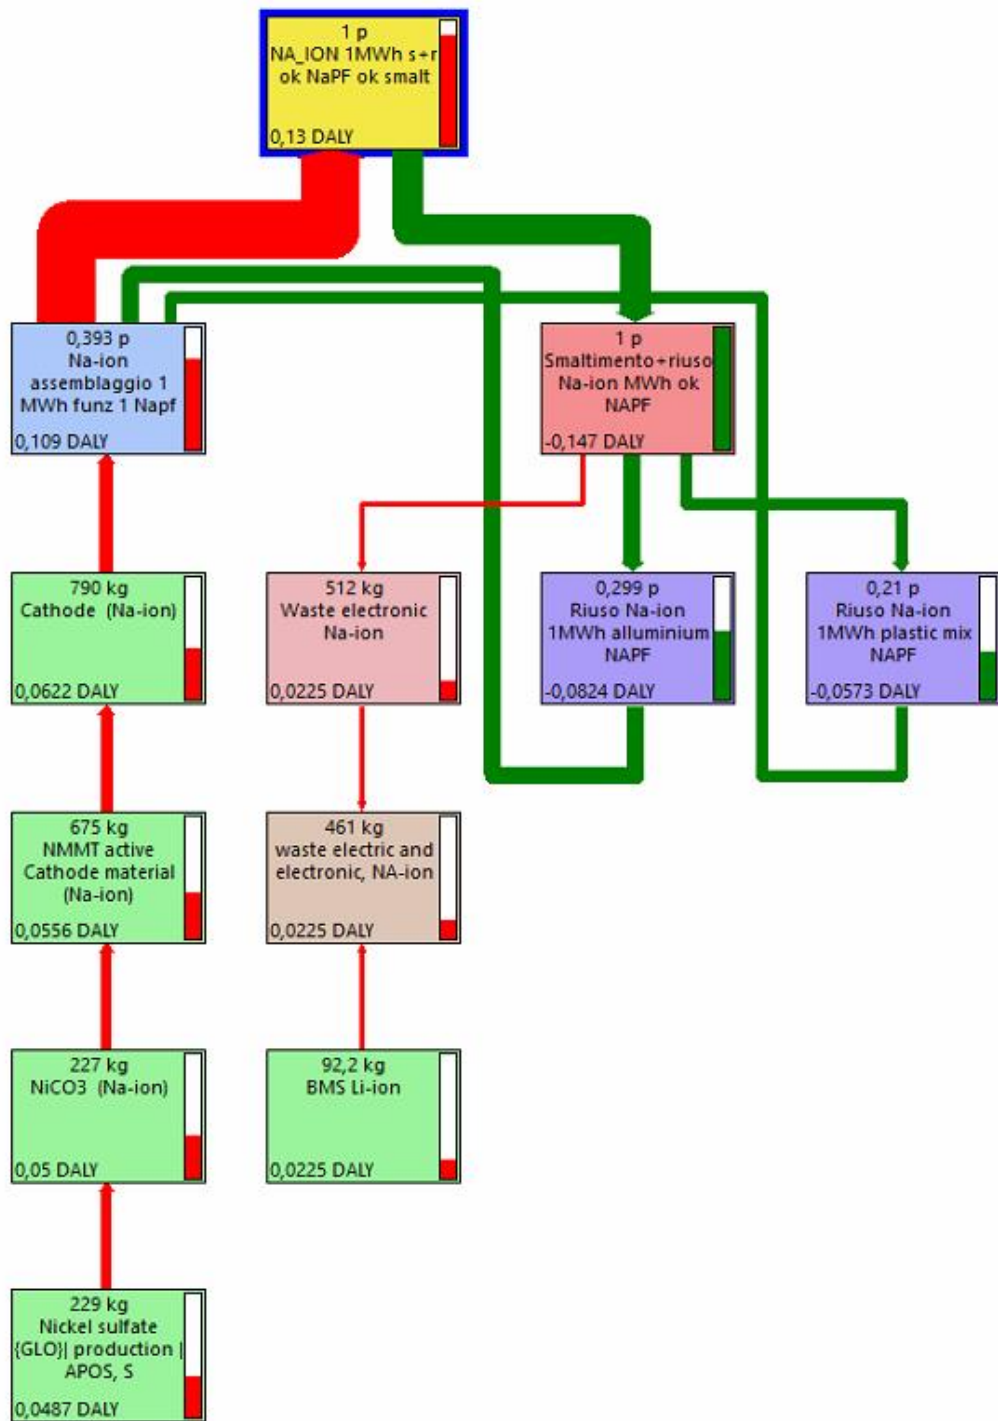 1 p
NA_ION 1MWh s+r
ok NaPF ok smalt
0,13 DALY
0,393 p
Na-ion
assemblaggio 1
MWh funz 1 Napf
0,109 DALY
1 p
Smaltimento+riuso
Na-ion MWh ok
NAPF
-0,147 DALY
790 kg
Cathode (Na-ion)
0,0622 DALY
512 kg
Waste electronic
Na-ion
0,0225 DALY
0,299 p
Riuso Na-ion
1MWh alluminium
NAPF
-0,0824 DALY
0,21 p
Riuso Na-ion
1MWh plastic mix
NAPF
-0,0573 DALY
675 kg
NMMT active
Cathode material
(Na-ion)
0,0556 DALY
461 kg
waste electric and
electronic, NA-ion
0,0225 DALY
227 kg
NiCO3 (Na-ion)
0,05 DALY
92,2 kg
BMS Li-ion
0,0225 DALY
229 kg
Nickel sulfate
{GLO}| production |
APOS, S
0,0487 DALY